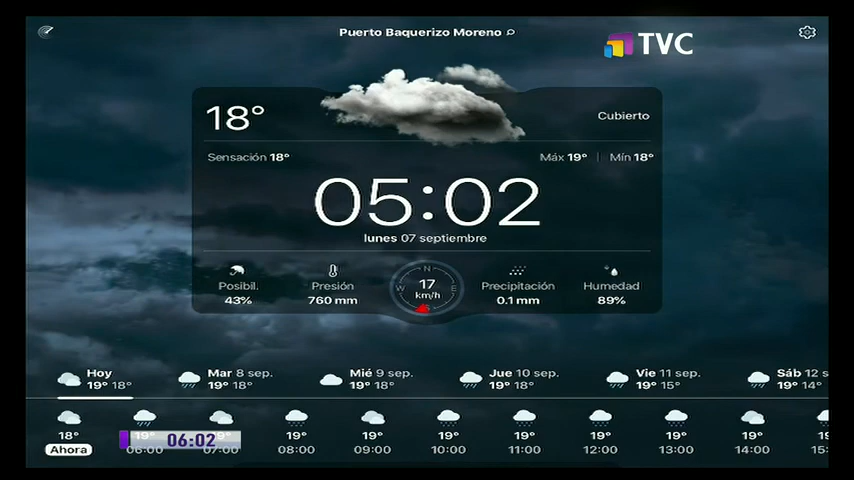 Puerto Baquerizo Moreno
TVC
18°
Cubierto
Sensación 18°
Máx 19° | Mín 18°
05:02
lunes 07 septiembre
Posibil.
43%
Presión
760 mm
N
W E
17
km/h
Precipitación
0.1 mm
Humedad
89%
Hoy
19° 18°
Mar 8 sep.
19° 18°
Mié 9 sep.
19° 18°
Jue 10 sep.
19° 18°
Vie 11 sep.
19° 15°
Sáb 12 s
19° 14°
18° 19° 19° 19° 19° 19° 19° 19° 19° 19° 19
Ahora 06:00 07:00 08:00 09:00 10:00 11:00 12:00 13:00 14:00 15:
06:02